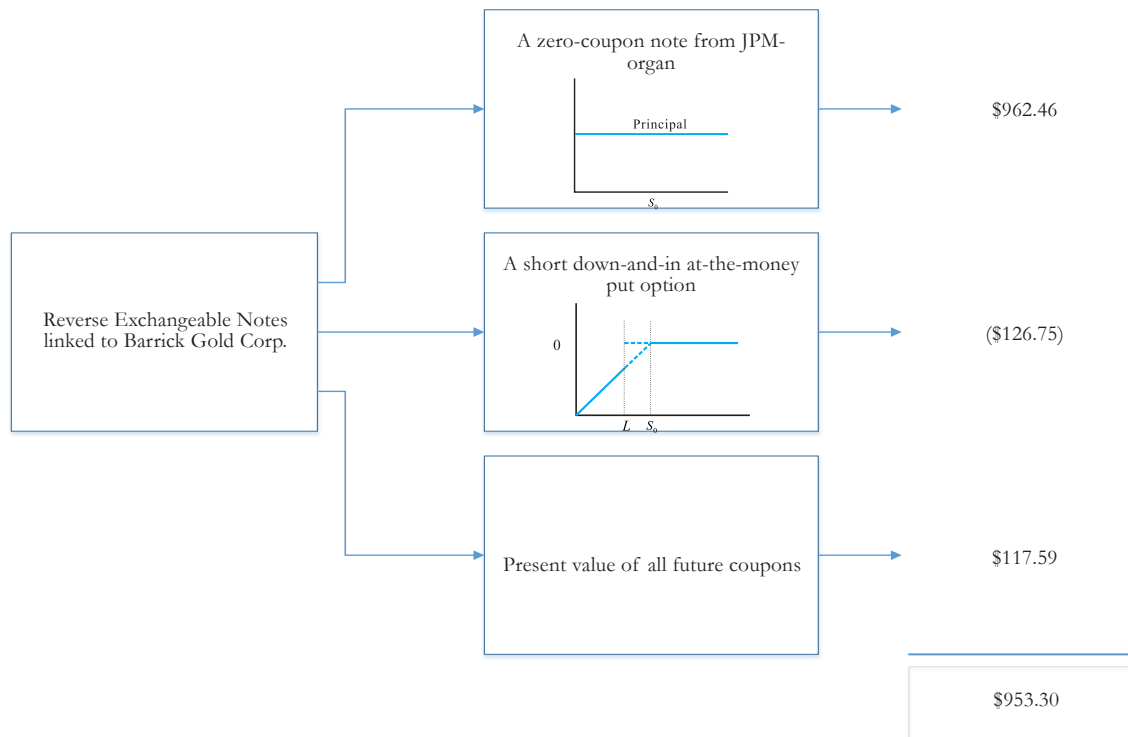 A zero-coupon note from JPM-
organ
Principal
S₀
$962.46
Reverse Exchangeable Notes
linked to Barrick Gold Corp.
A short down-and-in at-the-money
put option
0
L S₀
($126.75)
Present value of all future coupons
$117.59
$953.30